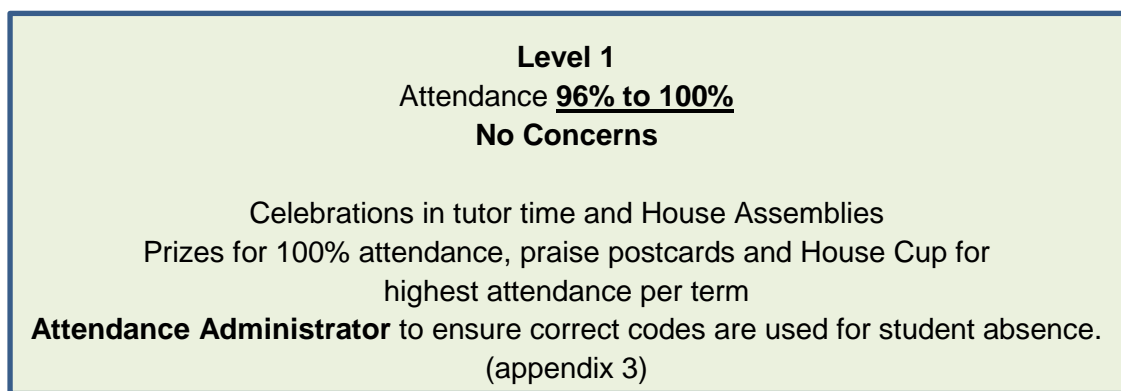 Level 1
Attendance 96% to 100%
No Concerns
Celebrations in tutor time and House Assemblies
Prizes for 100% attendance, praise postcards and House Cup for
highest attendance per term
Attendance Administrator to ensure correct codes are used for student absence.
(appendix 3)